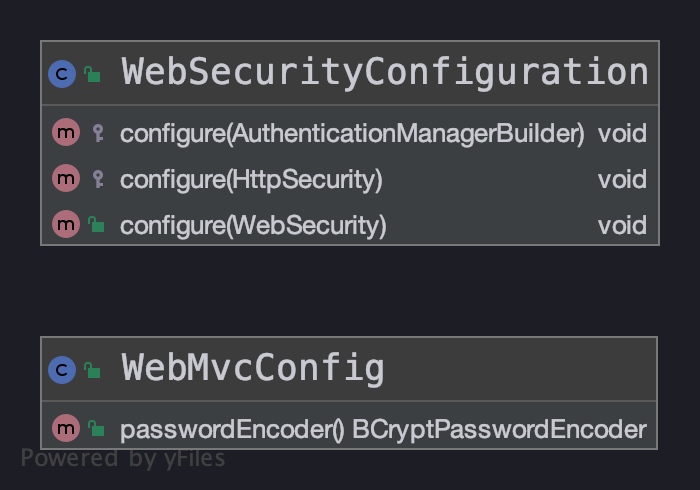 C WebSecurityConfiguration
m configure(AuthenticationManagerBuilder) void
m configure(HttpSecurity) void
m configure(WebSecurity) void
C WebMvcConfig
m passwordEncoder() BCryptPasswordEncoder
Powered by yFiles